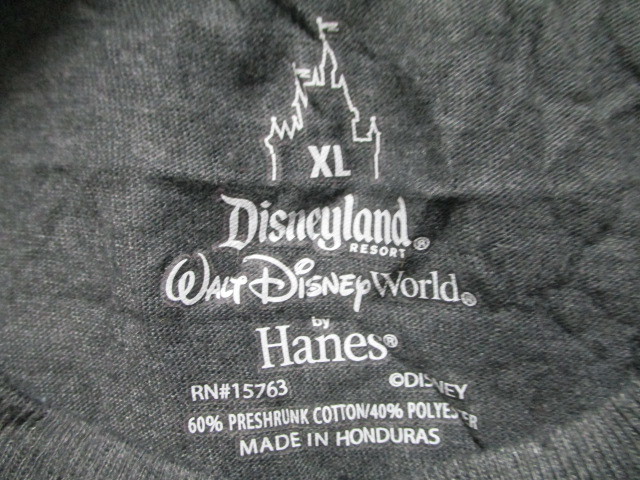 XL
Disneyland®
RESORT
Walt Disney World®
by
Hanes®
RN#15763 ©DISNEY
60% PRESHRUNK COTTON/40% POLYESTER
MADE IN HONDURAS